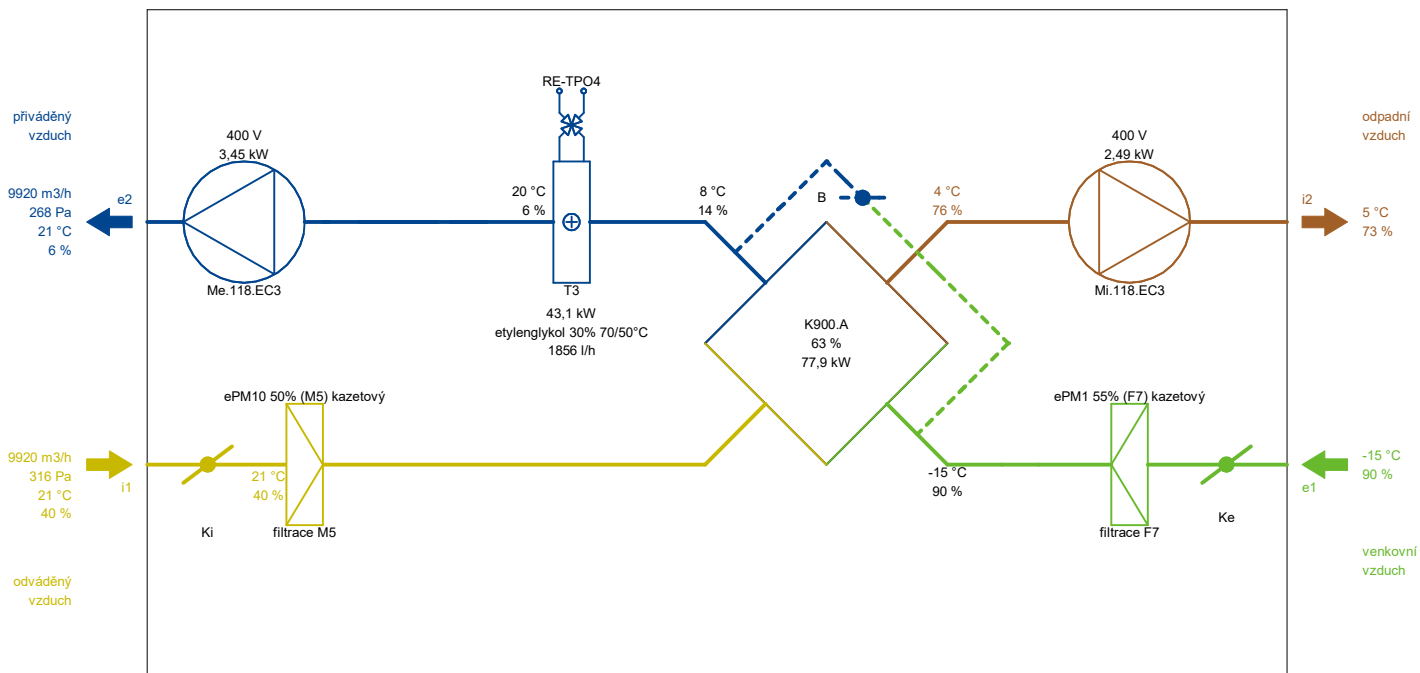 RE-TPO4
přiváděný
vzduch
9920 m3/h
268 Pa
21 °C
6 %
e2
400 V
3,45 kW
Me.118.EC3
20 °C
6 %
T3
43,1 kW
etylenglykol 30% 70/50°C
1856 l/h
8 °C
14 %
B
4 °C
76 %
400 V
2,49 kW
Mi.118.EC3
odpadní
vzduch
i2
5 °C
73 %
K900.A
63 %
77,9 kW
ePM10 50% (M5) kazetový
9920 m3/h
316 Pa
21 °C
40 %
i1
Ki
21 °C
40 %
filtrace M5
odváděný
vzduch
-15 °C
90 %
ePM1 55% (F7) kazetový
filtrace F7
Ke
e1
-15 °C
90 %
venkovní
vzduch